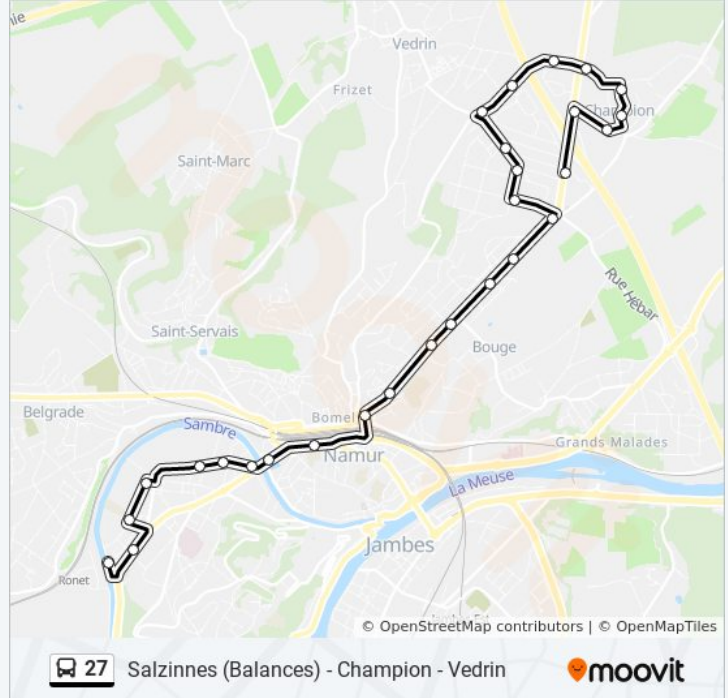 Vedrin
Frizet
Champion
Saint-Marc
Rue Hébar
Saint-Servais
Bouge
Belgrade
Bomel
Sambre
Grands Malades
Namur
La Meuse
Jambes
Ronet
© OpenStreetMap contributors | © OpenMapTiles
27 Salzinnes (Balances) - Champion - Vedrin
moovit